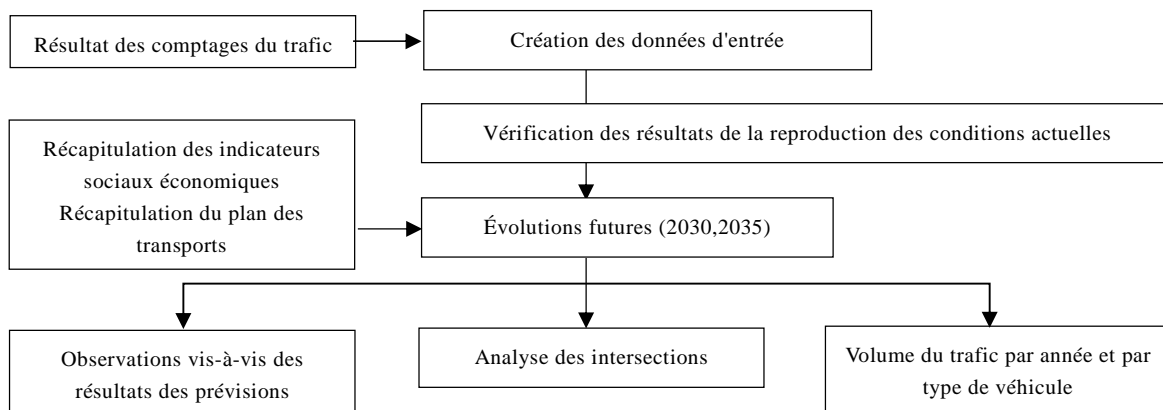 Résultat des comptages du trafic
Création des données d'entrée
Vérification des résultats de la reproduction des conditions actuelles
Récapitulation des indicateurs
sociaux économiques
Récapitulation du plan des
transports
Évolutions futures (2030,2035)
Observations vis-à-vis des
résultats des prévisions
Analyse des intersections
Volume du trafic par année et par
type de véhicule